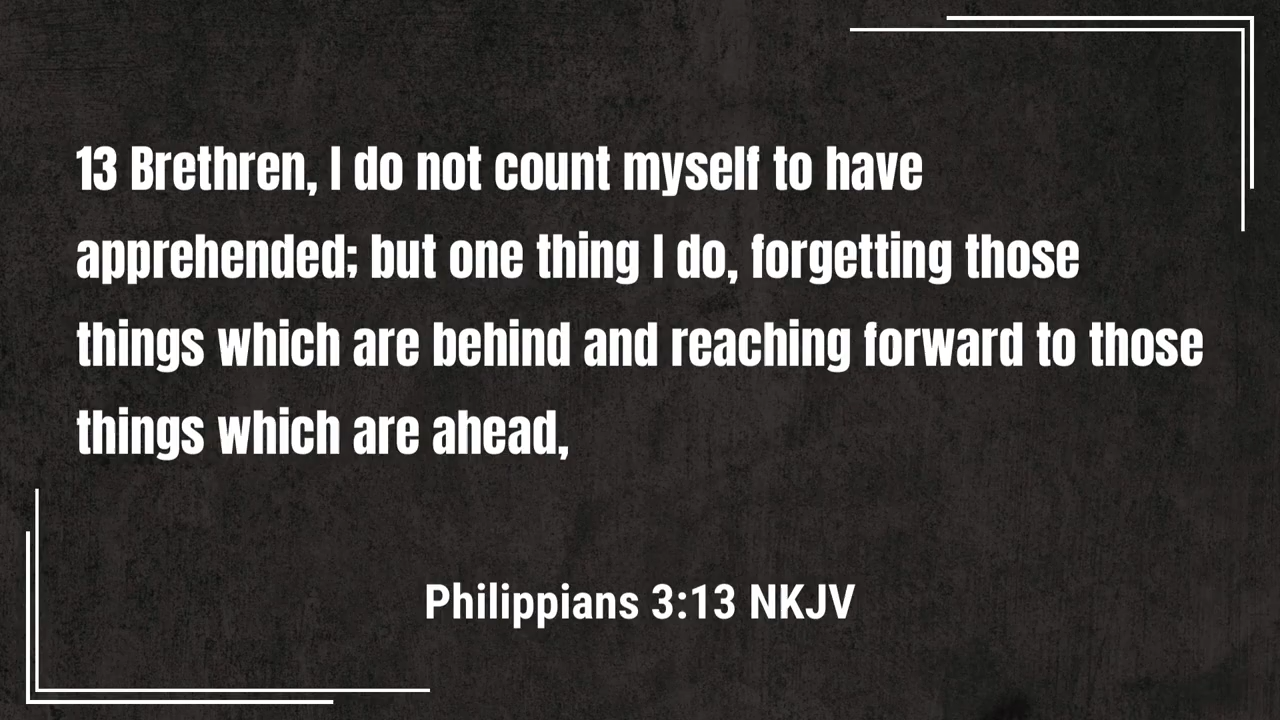 13 Brethren, I do not count myself to have
apprehended; but one thing I do, forgetting those
things which are behind and reaching forward to those
things which are ahead,
Philippians 3:13 NKJV